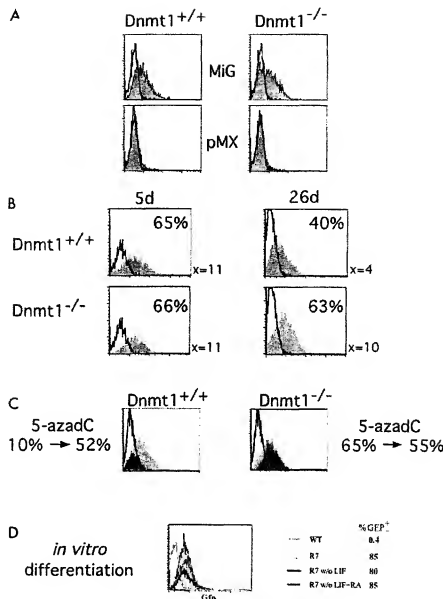 A
Dnmt1+/+ Dnmt1-/-
MiG
pMX
B
5d 26d
Dnmt1+/+ 65% x=11 40% x=4
Dnmt1-/- 66% x=11 63% x=10
C
Dnmt1+/+ Dnmt1-/-
5-azadC 5-azadC
10% → 52% 65% → 55%
D
in vitro
differentiation
%GFP±
WT 0.4
R7 85
R7 w/o LIF 80
R7 w/o LIF+RA 85
Gfp